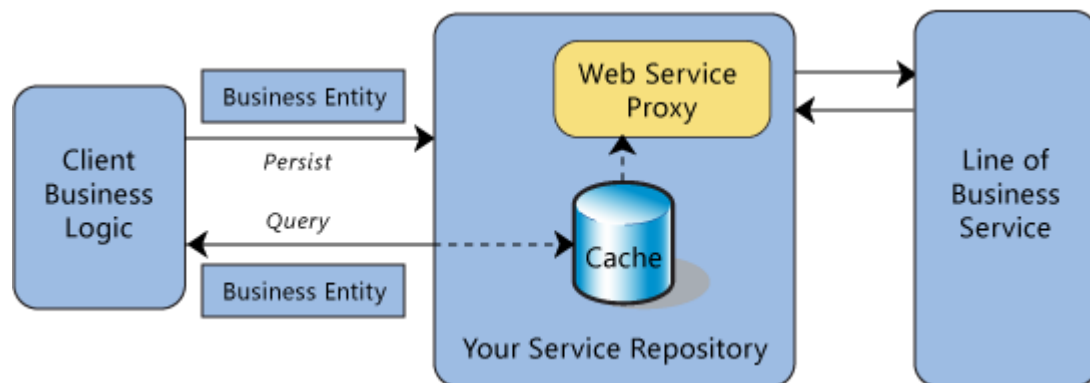 Client
Business
Logic
Business Entity
Persist
Query
Business Entity
Web Service
Proxy
Cache
Your Service Repository
Line of
Business
Service